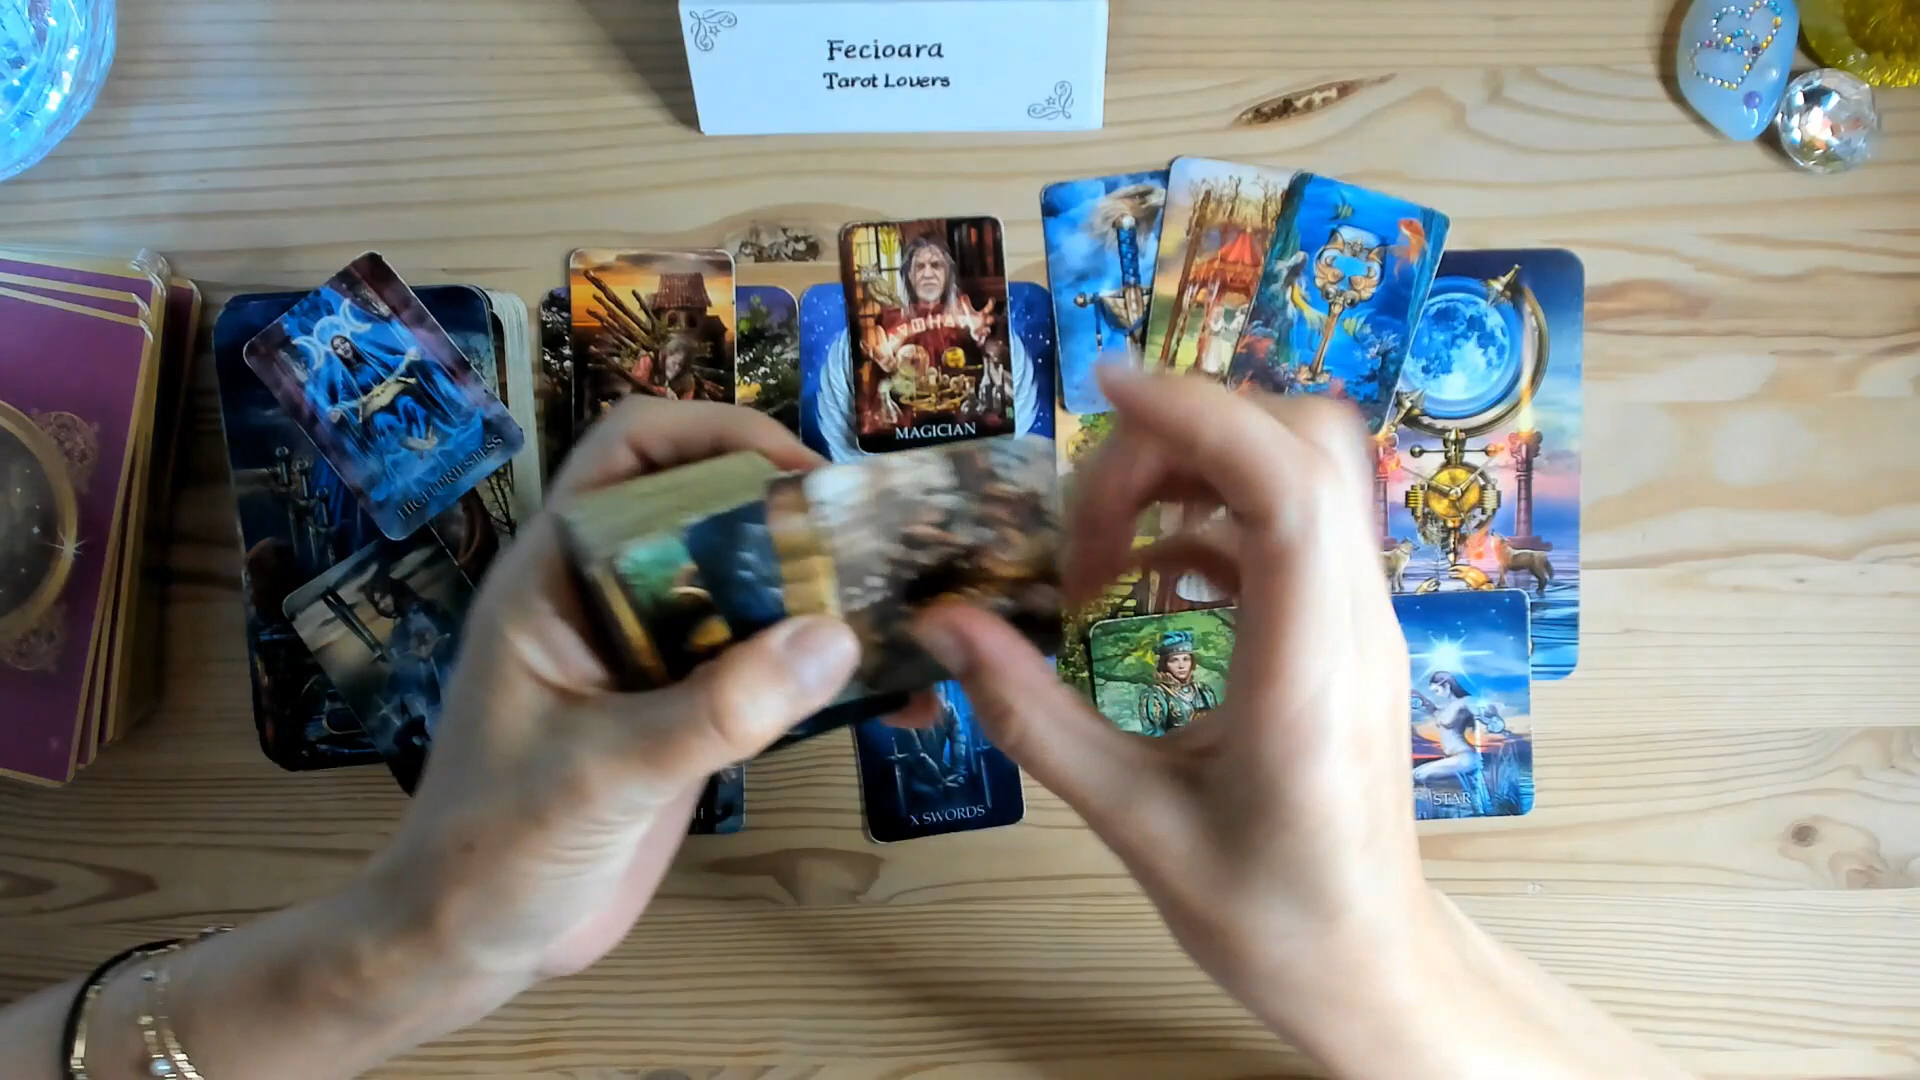 Fecioara
Tarot Lovers
MAGICIAN
HIGH PRIESTESS
X SWORDS
STAR